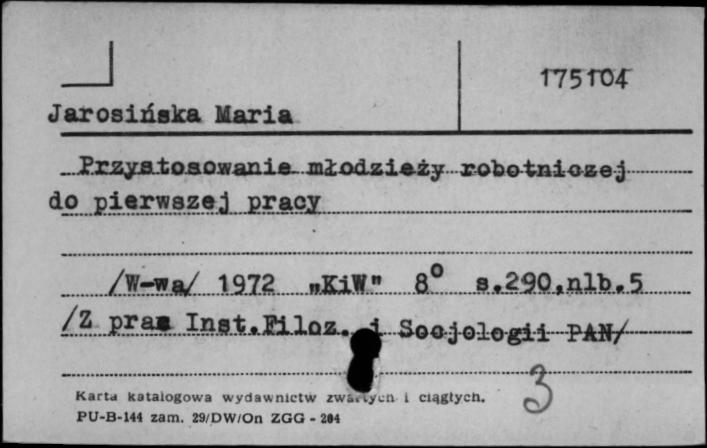 175104
Jarosińska Maria
Przystosowanie młodzieży robotniczej
do pierwszej pracy
/W-wa/ 1972 „KiW" 8° s.290,nlb.5
/Z prac Inst.Filoz. i Socjologii PAN/
3
Karta katalogowa wydawnictw zwartych i ciągłych.
PU-B-144 zam. 29/DW/On ZGG - 204